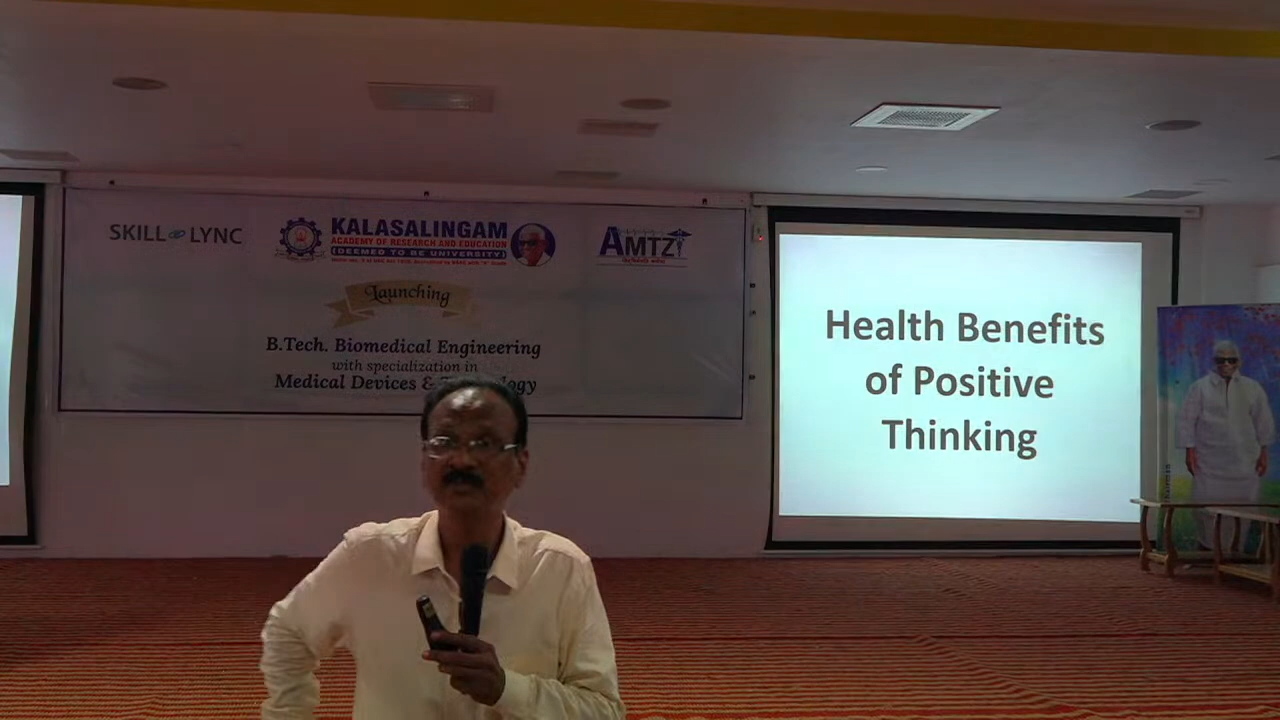 SKILL LYNC
KALASALINGAM
ACADEMY OF RESEARCH AND EDUCATION
(DEEMED TO BE UNIVERSITY)
AMTZ
Launching
B.Tech. Biomedical Engineering
with specialization in
Medical Devices &
Health Benefits
of Positive
Thinking